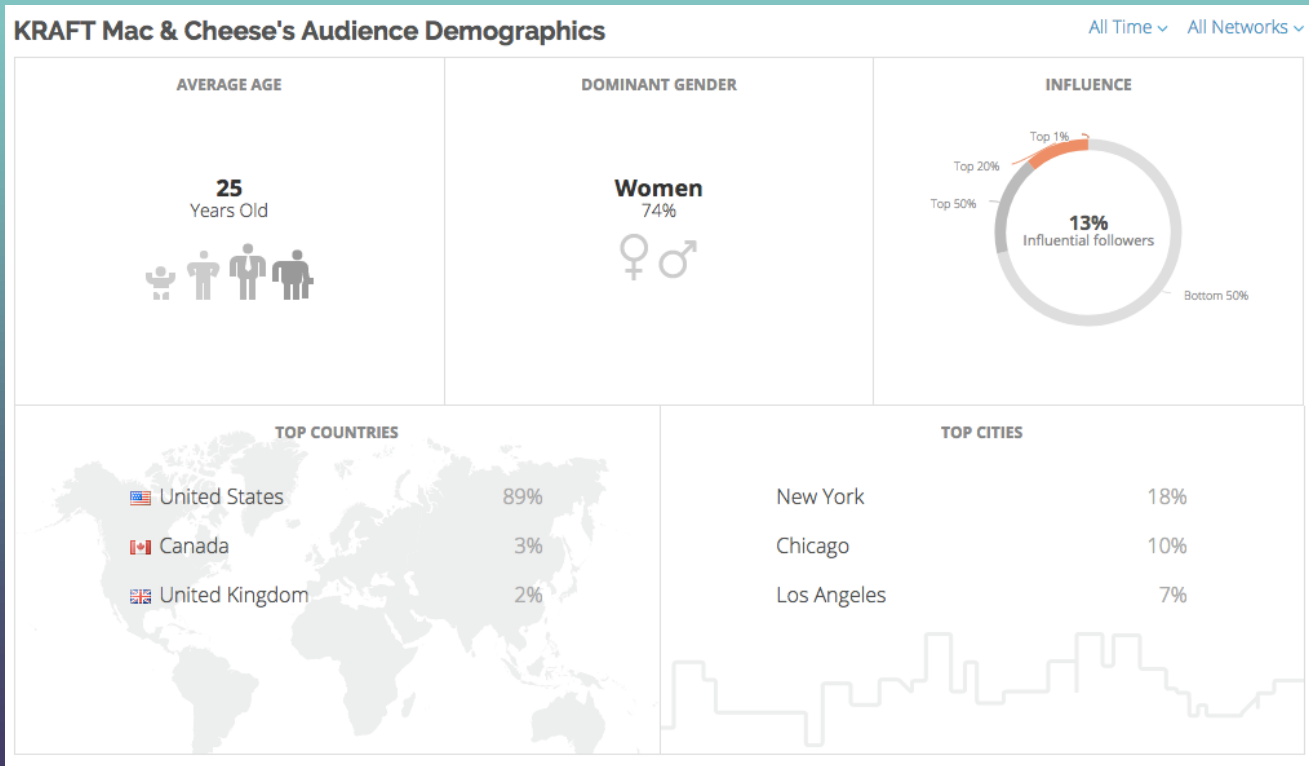 KRAFT Mac & Cheese's Audience Demographics
All Time
All Networks
AVERAGE AGE
25
Years Old
DOMINANT GENDER
Women
74%
INFLUENCE
Top 1%
Top 20%
Top 50%
13%
Influential followers
Bottom 50%
TOP COUNTRIES
United States 89%
Canada 3%
United Kingdom 2%
TOP CITIES
New York 18%
Chicago 10%
Los Angeles 7%